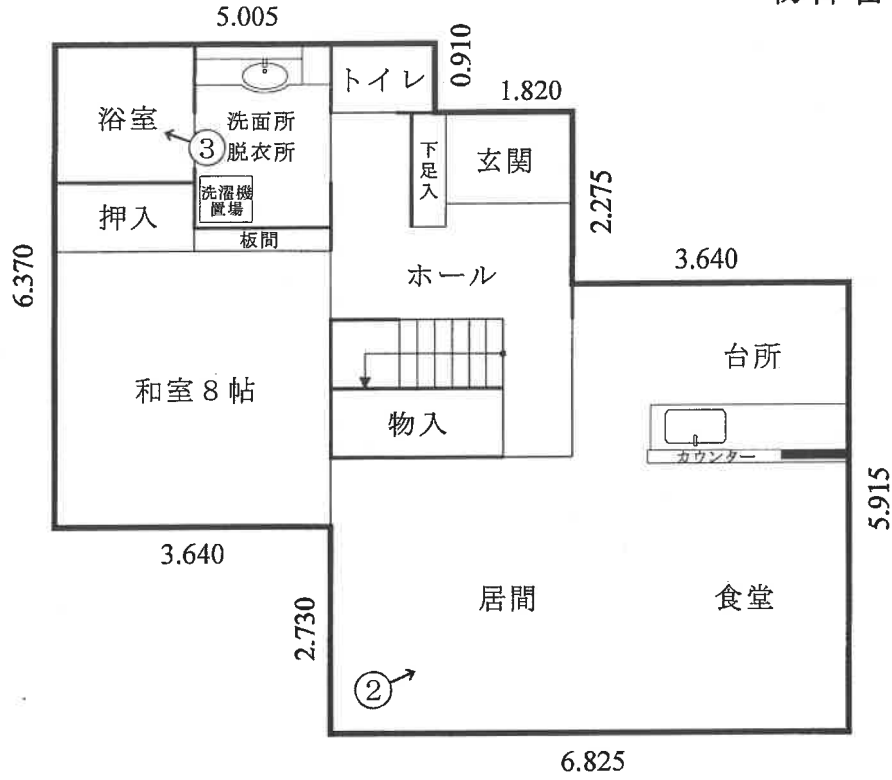 5.005
0.910
1.820
トイレ
浴室
③
洗面所
脱衣所
下足入
玄関
洗濯機
置場
押入
板間
2.275
ホール
3.640
6.370
台所
和室8帖
物入
カウンター
5.915
3.640
居間
食堂
2.730
②
6.825